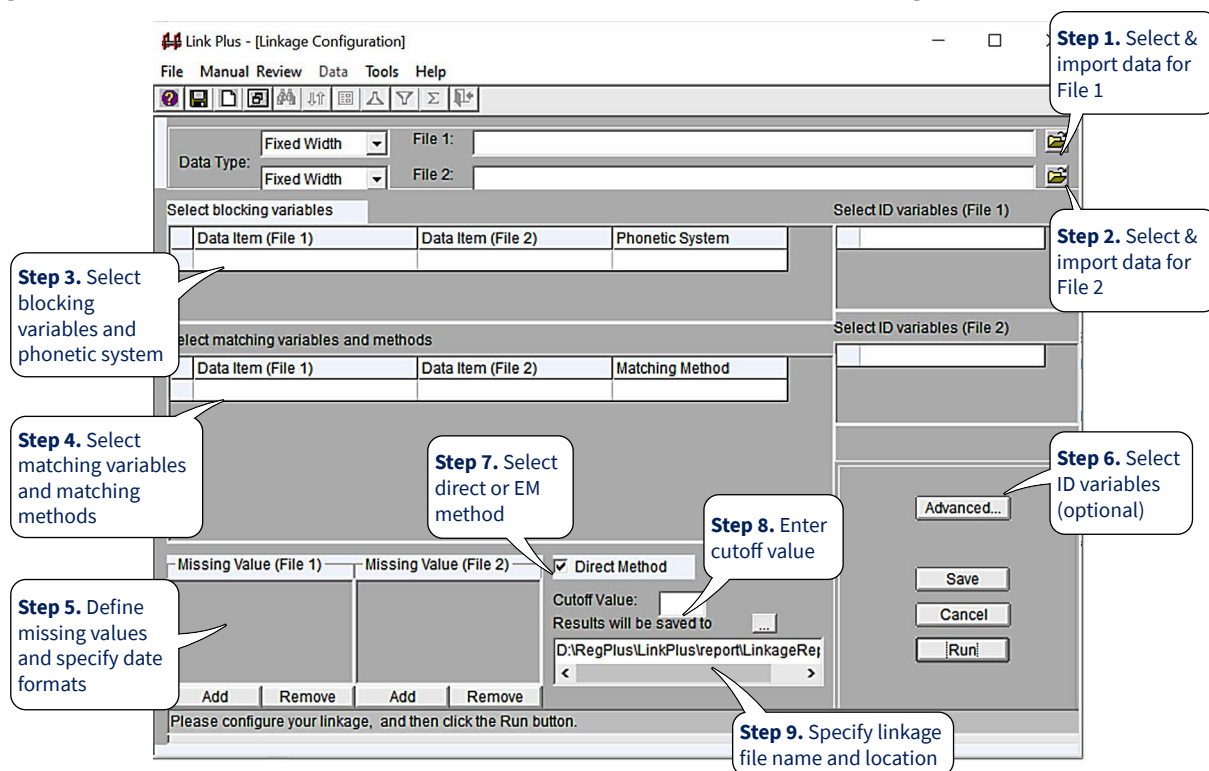 Link Plus - [Linkage Configuration]
Step 1. Select &
import data for
File 1
File Manual Review Data Tools Help
Data Type:
Fixed Width
File 1:
Fixed Width
File 2:
Select blocking variables
Select ID variables (File 1)
Data Item (File 1) Data Item (File 2) Phonetic System
Step 2. Select &
import data for
File 2
Step 3. Select
blocking
variables and
phonetic system
Select ID variables (File 2)
elect matching variables and methods
Data Item (File 1) Data Item (File 2) Matching Method
Step 4. Select
matching variables
and matching
methods
Step 7. Select
direct or EM
method
Step 8. Enter
cutoff value
Step 6. Select
ID variables
(optional)
Advanced...
Missing Value (File 1) Missing Value (File 2)
Direct Method
Step 5. Define
missing values
and specify date
formats
Cutoff Value:
Results will be saved to ...
D:\RegPlus\LinkPlus\report\LinkageRep
Save
Cancel
Run
Add Remove Add Remove
Please configure your linkage, and then click the Run button.
Step 9. Specify linkage
file name and location